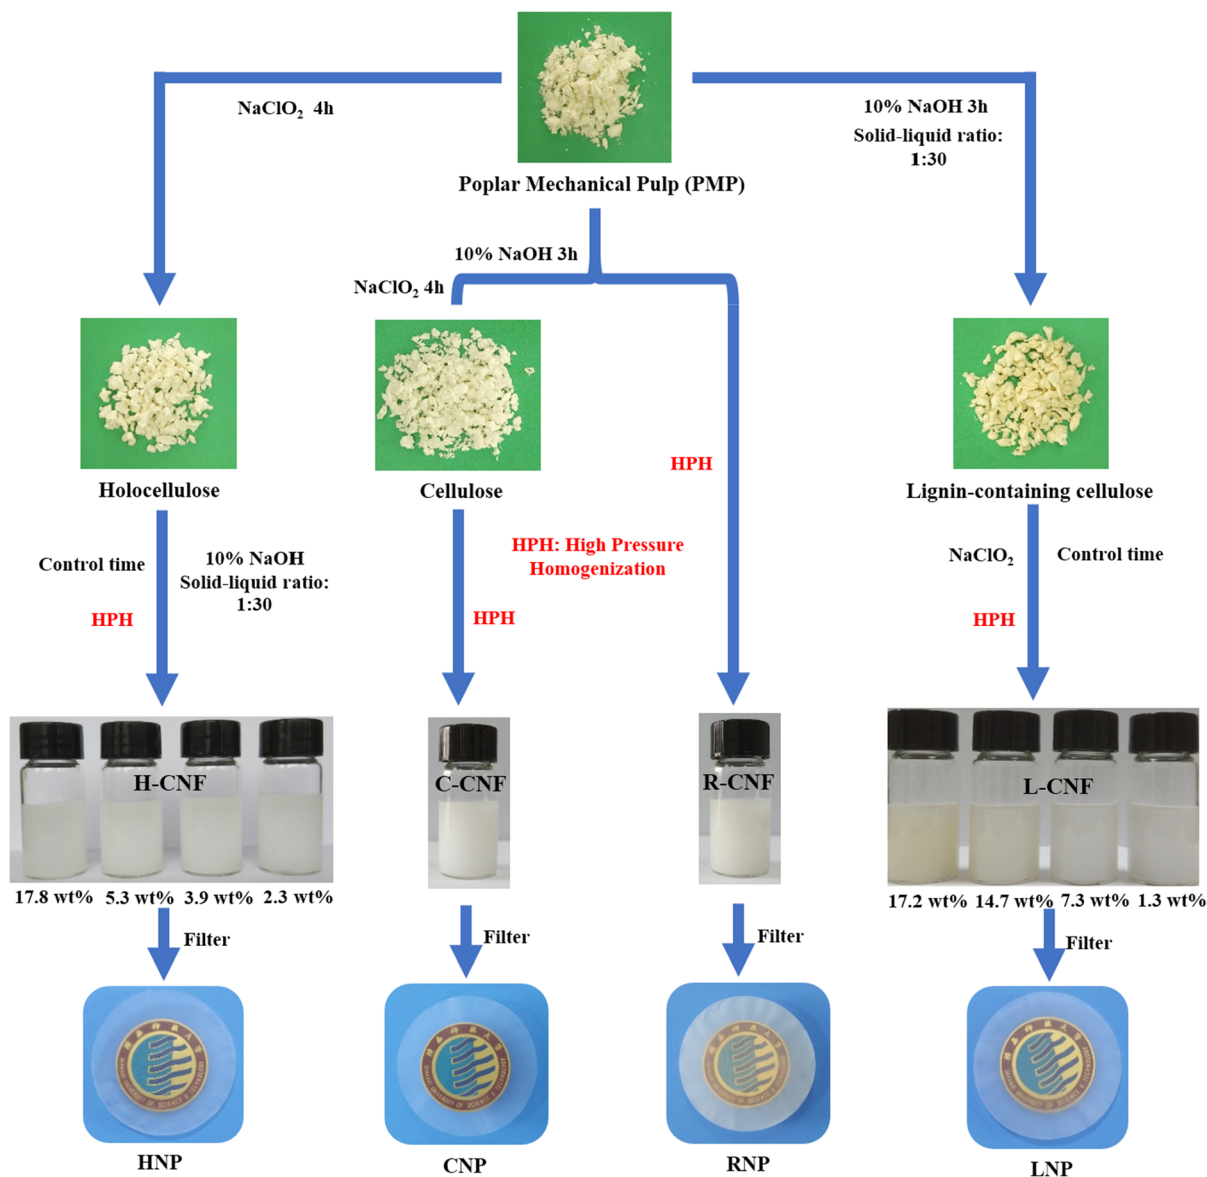 NaClO₂ 4h
10% NaOH 3h
Solid-liquid ratio:
1:30
Poplar Mechanical Pulp (PMP)
10% NaOH 3h
NaClO₂ 4h
Holocellulose
Cellulose
HPH
Lignin-containing cellulose
Control time
10% NaOH
Solid-liquid ratio:
1:30
HPH
HPH: High Pressure
Homogenization
HPH
NaClO₂
Control time
HPH
H-CNF
C-CNF
R-CNF
L-CNF
17.8 wt% 5.3 wt% 3.9 wt% 2.3 wt%
17.2 wt% 14.7 wt% 7.3 wt% 1.3 wt%
Filter
Filter
Filter
Filter
HNP
CNP
RNP
LNP